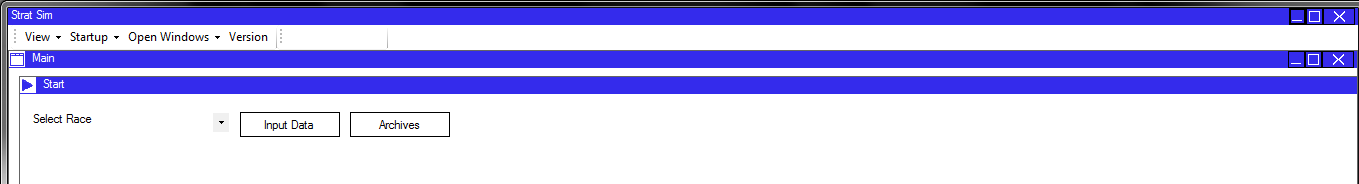 Strat Sim
View Startup Open Windows Version
Main
Start
Select Race Input Data Archives